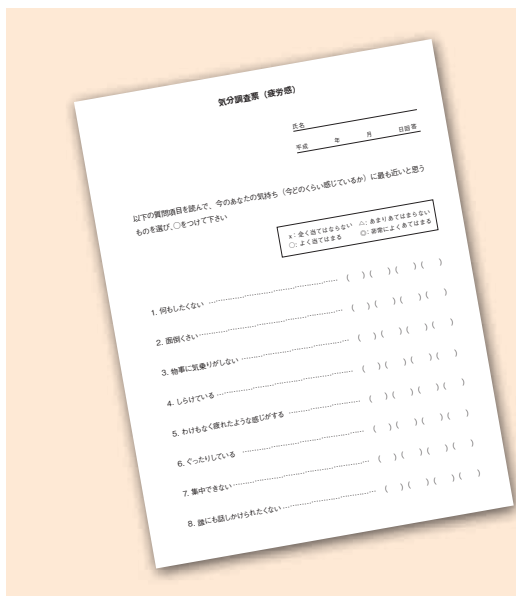 気分調査票（疲労感）
氏名
平成　　年　　月　　日回答
以下の質問項目を読んで、今のあなたの気持ち（今どのくらい感じているか）に最も近いと思う
ものを選び、○をつけて下さい
×：全く当てはならない　△：あまりあてはまらない
○：よく当てはまる　◎：非常によくあてはまる
1. 何もしたくない ……………………………… (　) (　) (　) (　)
2. 面倒くさい ……………………………… (　) (　) (　) (　)
3. 物事に気乗りがしない ……………………………… (　) (　) (　) (　)
4. しらけている ……………………………… (　) (　) (　) (　)
5. わけもなく疲れたような感じがする ……………………………… (　) (　) (　) (　)
6. ぐったりしている ……………………………… (　) (　) (　) (　)
7. 集中できない ……………………………… (　) (　) (　) (　)
8. 誰にも話しかけられたくない ……………………………… (　) (　) (　) (　)